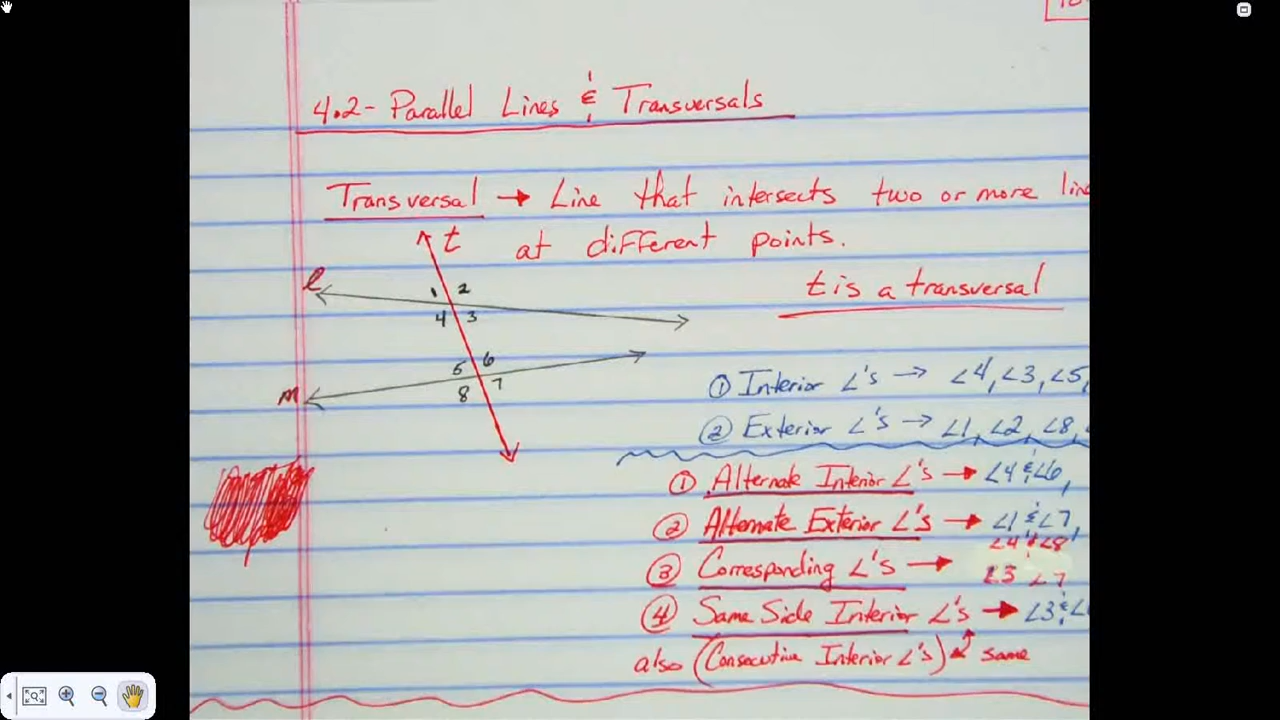 4.2- Parallel Lines & Transversals
Transversal → Line that intersects two or more
at different points.
t
l
t is a transversal
1 2
4 3
5 6
8 7
m
① Interior ∠'s → ∠4, ∠3, ∠5,
② Exterior ∠'s → ∠1, ∠2, ∠8,
① Alternate Interior ∠'s → ∠4 & ∠6,
② Alternate Exterior ∠'s → ∠1 & ∠7,
∠4 & ∠8
③ Corresponding ∠'s →
∠3 ∠7
④ Same Side Interior ∠'s → ∠3 &
also (Consecutive Interior ∠'s) same